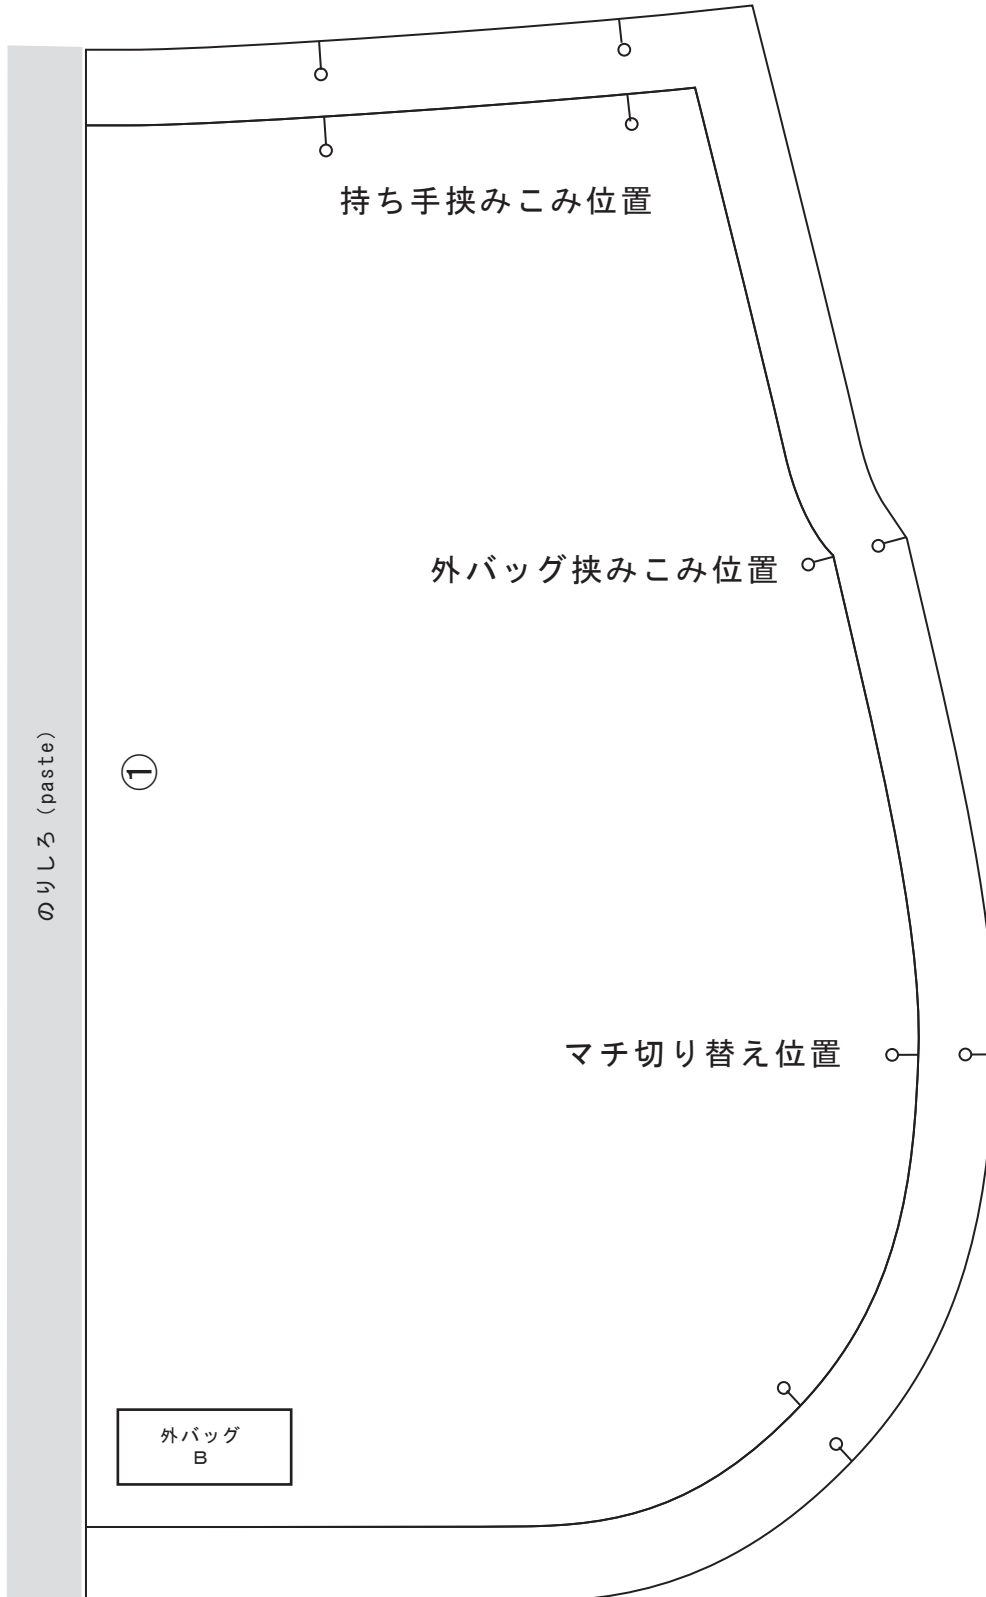 持ち手挟みこみ位置
外バッグ挟みこみ位置
のりしろ (paste)
①
マチ切り替え位置
外バッグ
B